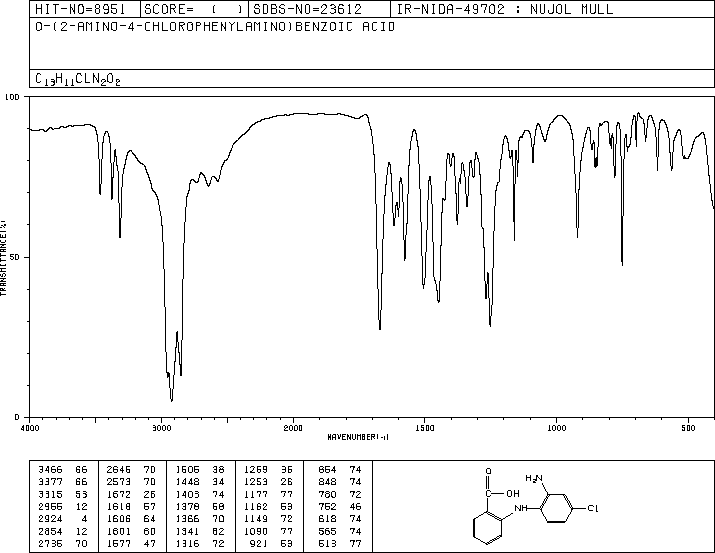 HIT-NO=8951 SCORE= ( ) SDBS-NO=23612 IR-NIDA-49702 : NUJOL MULL
O-(2-AMINO-4-CHLOROPHENYLAMINO)BENZOIC ACID
C13H11CLN2O2
100
50
0
TRANSMITTANCE(%)
4000 3000 2000 1500 1000 500
WAVENUMBER(-1)
3466 66 2646 70 1505 38 1269 36 864 74
3377 66 2573 70 1448 34 1253 26 848 74
3315 53 1672 26 1403 74 1177 77 780 72
2955 12 1618 57 1378 58 1162 53 752 46
2924 4 1606 64 1366 70 1149 72 618 74
2854 12 1601 60 1341 62 1090 77 565 74
2735 70 1577 47 1316 72 921 53 513 77
O
C-OH
H2N
NH
Cl